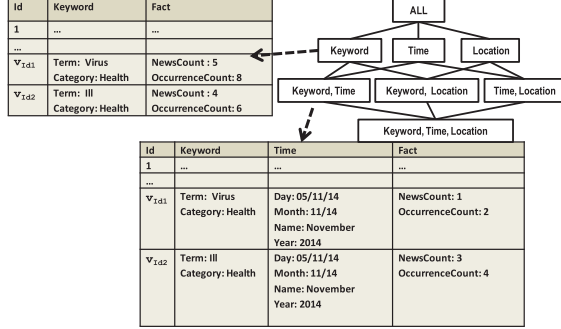 Id Keyword Fact
1 ... ...
...
vId1 Term: Virus NewsCount : 5
Category: Health OccurrenceCount: 8
vId2 Term: Ill NewsCount : 4
Category: Health OccurrenceCount: 6
ALL
Keyword Time Location
Keyword, Time Keyword, Location Time, Location
Keyword, Time, Location
Id Keyword Time Fact
1 ... ... ...
...
vId1 Term: Virus Day: 05/11/14 NewsCount: 1
Category: Health Month: 11/14 OccurrenceCount: 2
Name: November
Year: 2014
vId2 Term: Ill Day: 05/11/14 NewsCount: 3
Category: Health Month: 11/14 OccurrenceCount: 4
Name: November
Year: 2014